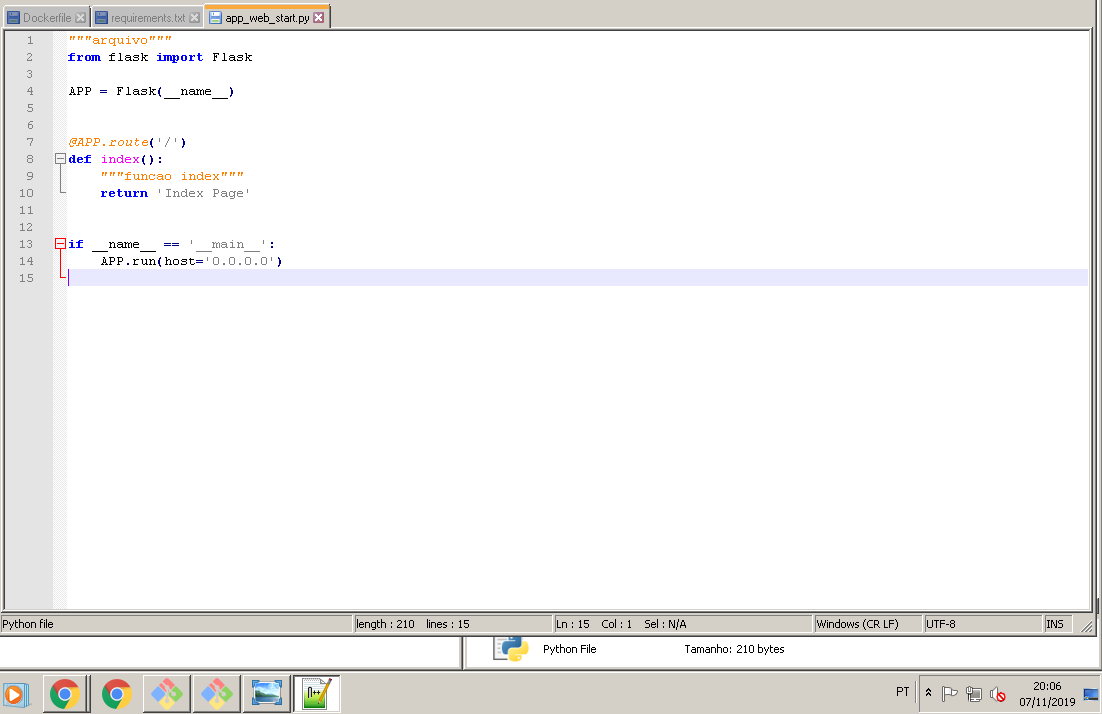 Dockerfile requirements.txt app_web_start.py
1 """arquivo"""
2 from flask import Flask
3
4 APP = Flask(__name__)
5
6
7 @APP.route('/')
8 def index():
9 """funcao index"""
10 return 'Index Page'
11
12
13 if __name__ == '__main__':
14 APP.run(host='0.0.0.0')
15
Python file length : 210 lines : 15 Ln : 15 Col : 1 Sel : N/A Windows (CR LF) UTF-8 INS
Python File Tamanho: 210 bytes
PT 20:06
07/11/2019